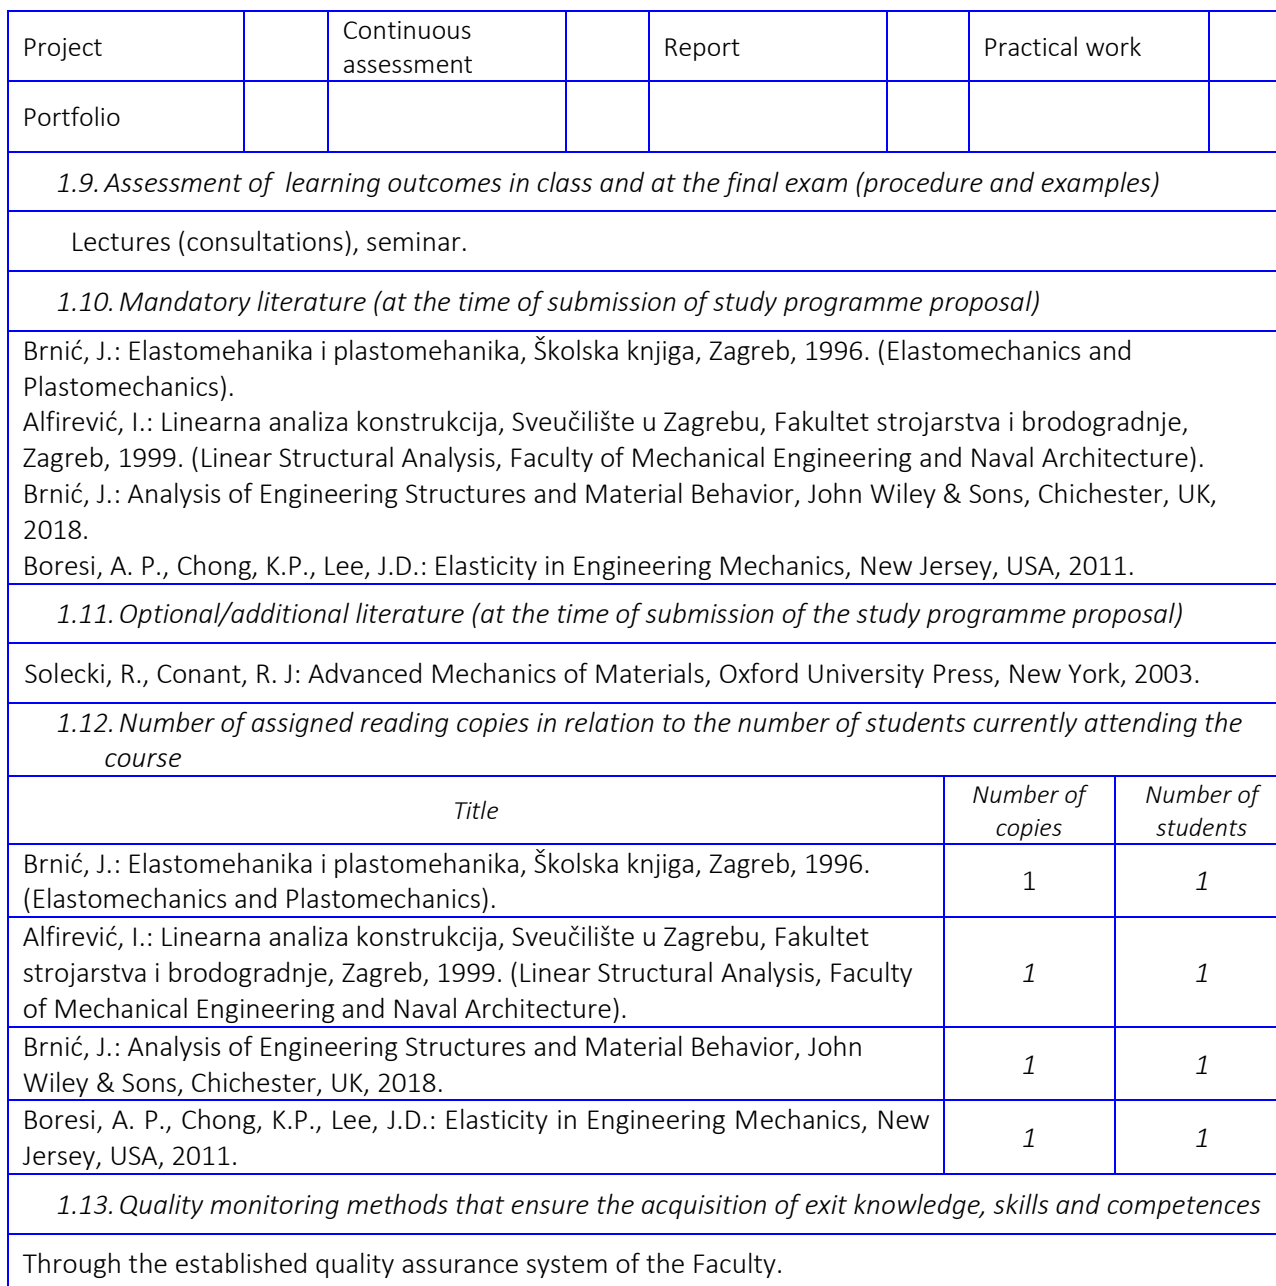 Project
Continuous
assessment
Report
Practical work
Portfolio
1.9. Assessment of learning outcomes in class and at the final exam (procedure and examples)
Lectures (consultations), seminar.
1.10. Mandatory literature (at the time of submission of study programme proposal)
Brnić, J.: Elastomehanika i plastomehanika, Školska knjiga, Zagreb, 1996. (Elastomechanics and
Plastomechanics).
Alfirević, I.: Linearna analiza konstrukcija, Sveučilište u Zagrebu, Fakultet strojarstva i brodogradnje,
Zagreb, 1999. (Linear Structural Analysis, Faculty of Mechanical Engineering and Naval Architecture).
Brnić, J.: Analysis of Engineering Structures and Material Behavior, John Wiley & Sons, Chichester, UK,
2018.
Boresi, A. P., Chong, K.P., Lee, J.D.: Elasticity in Engineering Mechanics, New Jersey, USA, 2011.
1.11. Optional/additional literature (at the time of submission of the study programme proposal)
Solecki, R., Conant, R. J: Advanced Mechanics of Materials, Oxford University Press, New York, 2003.
1.12. Number of assigned reading copies in relation to the number of students currently attending the
course
Title
Number of
copies
Number of
students
Brnić, J.: Elastomehanika i plastomehanika, Školska knjiga, Zagreb, 1996.
(Elastomechanics and Plastomechanics).
1
1
Alfirević, I.: Linearna analiza konstrukcija, Sveučilište u Zagrebu, Fakultet
strojarstva i brodogradnje, Zagreb, 1999. (Linear Structural Analysis, Faculty
of Mechanical Engineering and Naval Architecture).
1
1
Brnić, J.: Analysis of Engineering Structures and Material Behavior, John
Wiley & Sons, Chichester, UK, 2018.
1
1
Boresi, A. P., Chong, K.P., Lee, J.D.: Elasticity in Engineering Mechanics, New
Jersey, USA, 2011.
1
1
1.13. Quality monitoring methods that ensure the acquisition of exit knowledge, skills and competences
Through the established quality assurance system of the Faculty.